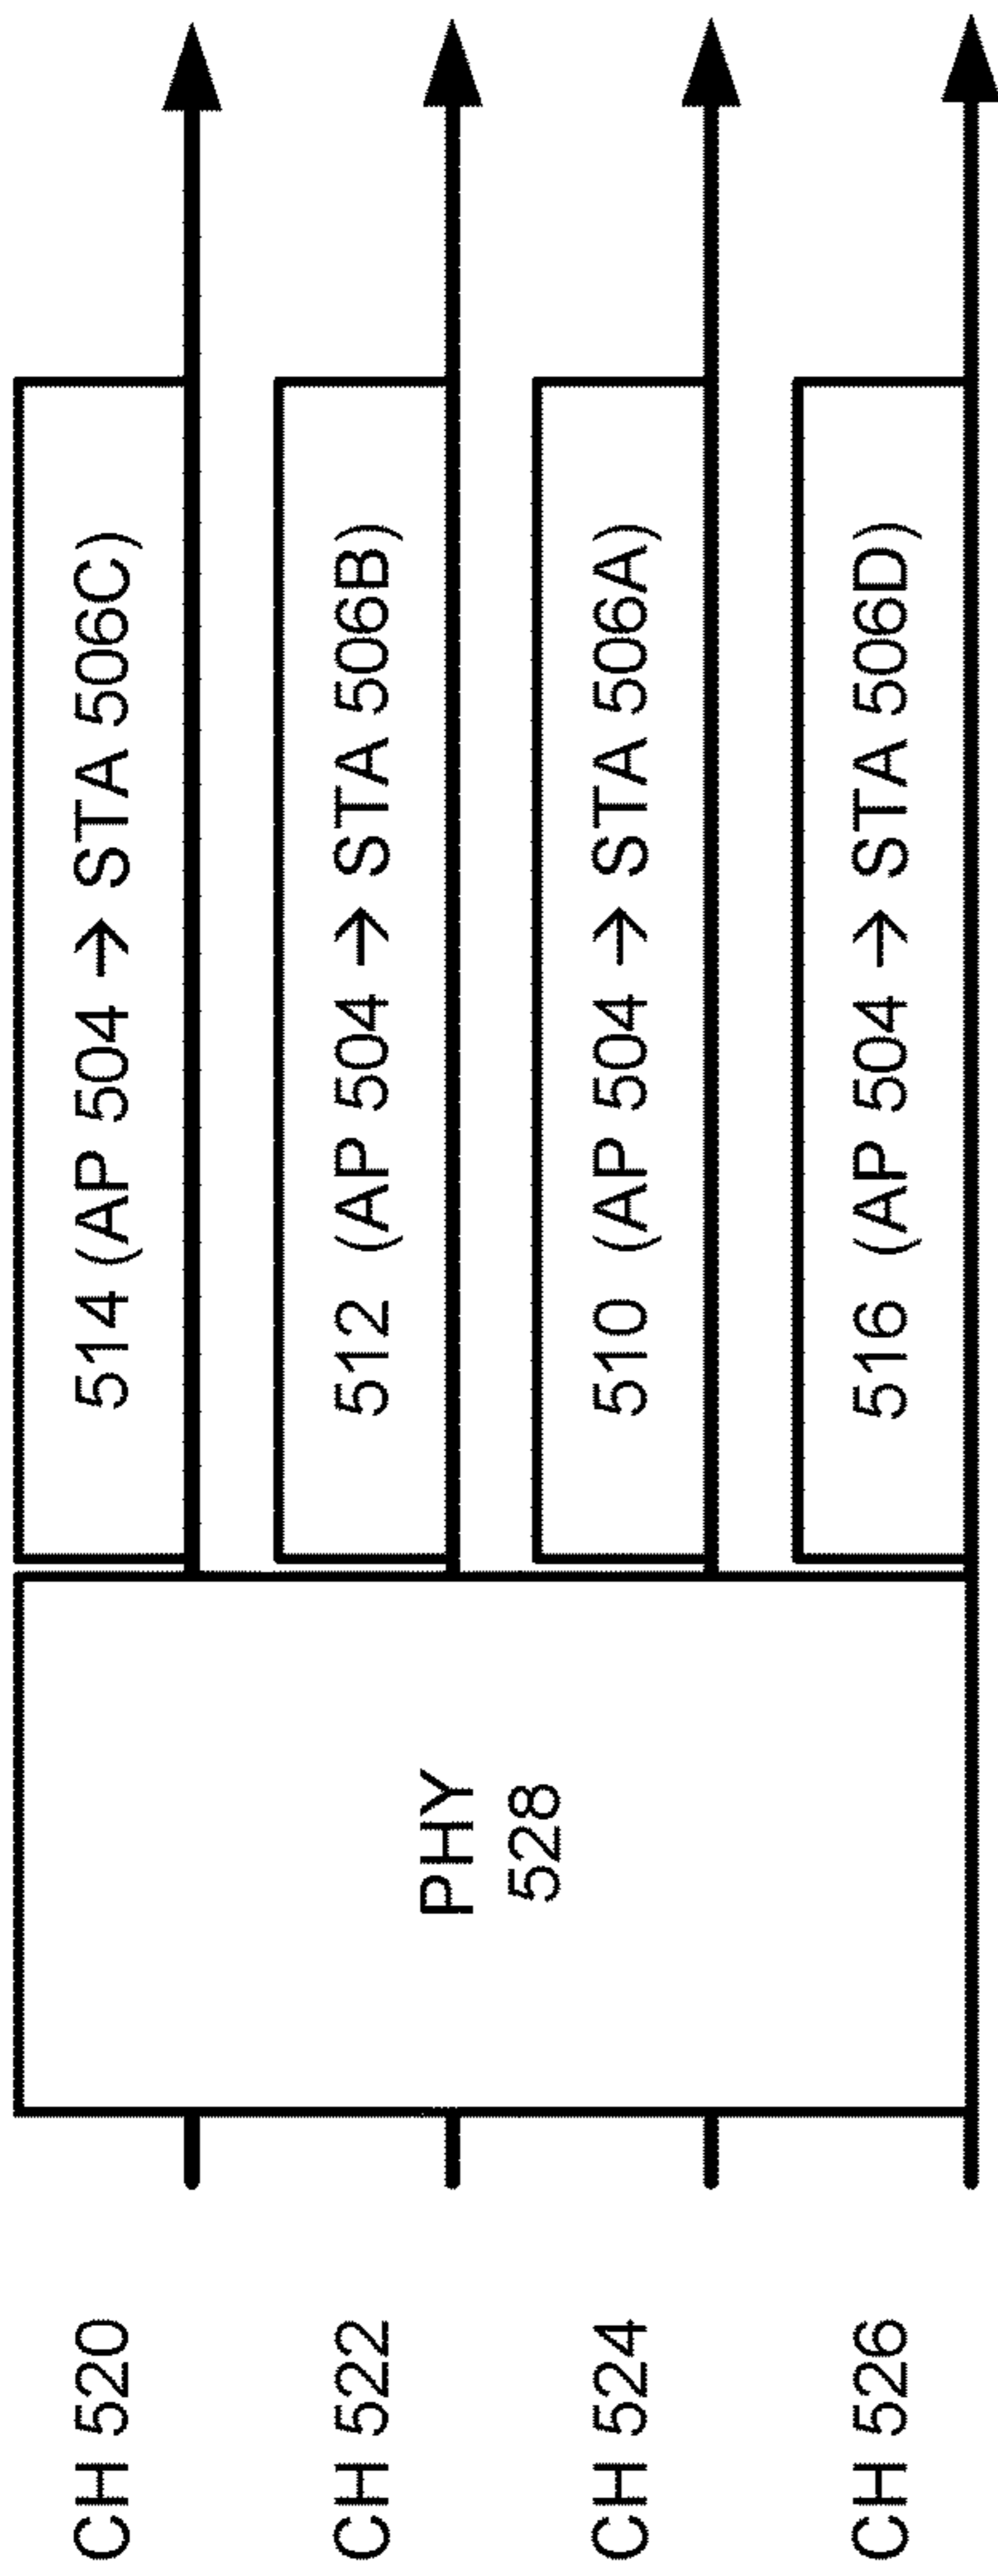 CH 520
514 (AP 504 → STA 506C)
CH 522
512 (AP 504 → STA 506B)
PHY
528
CH 524
510 (AP 504 → STA 506A)
CH 526
516 (AP 504 → STA 506D)